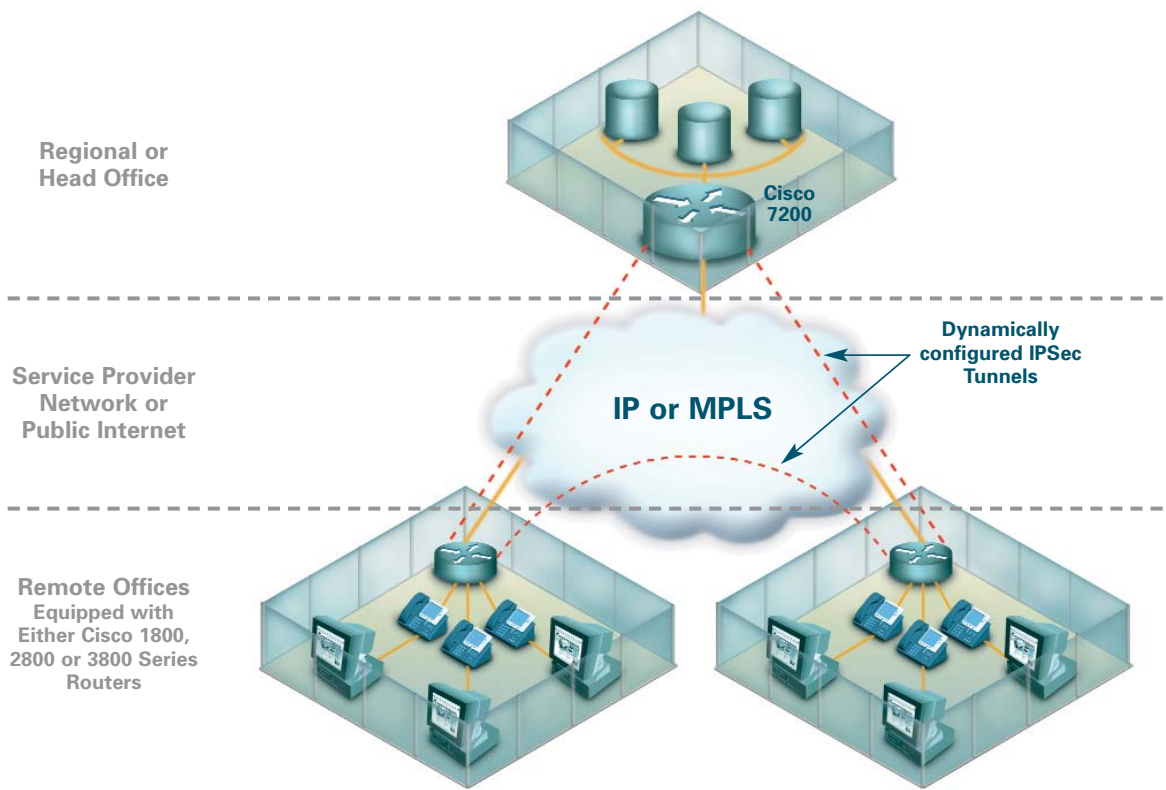 Regional or
Head Office
Cisco
7200
Service Provider
Network or
Public Internet
IP or MPLS
Dynamically
configured IPSec
Tunnels
Remote Offices
Equipped with
Either Cisco 1800,
2800 or 3800 Series
Routers